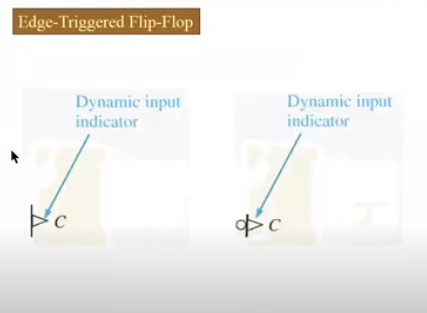 Edge-Triggered Flip-Flop
Dynamic input
indicator
Dynamic input
indicator
C
C